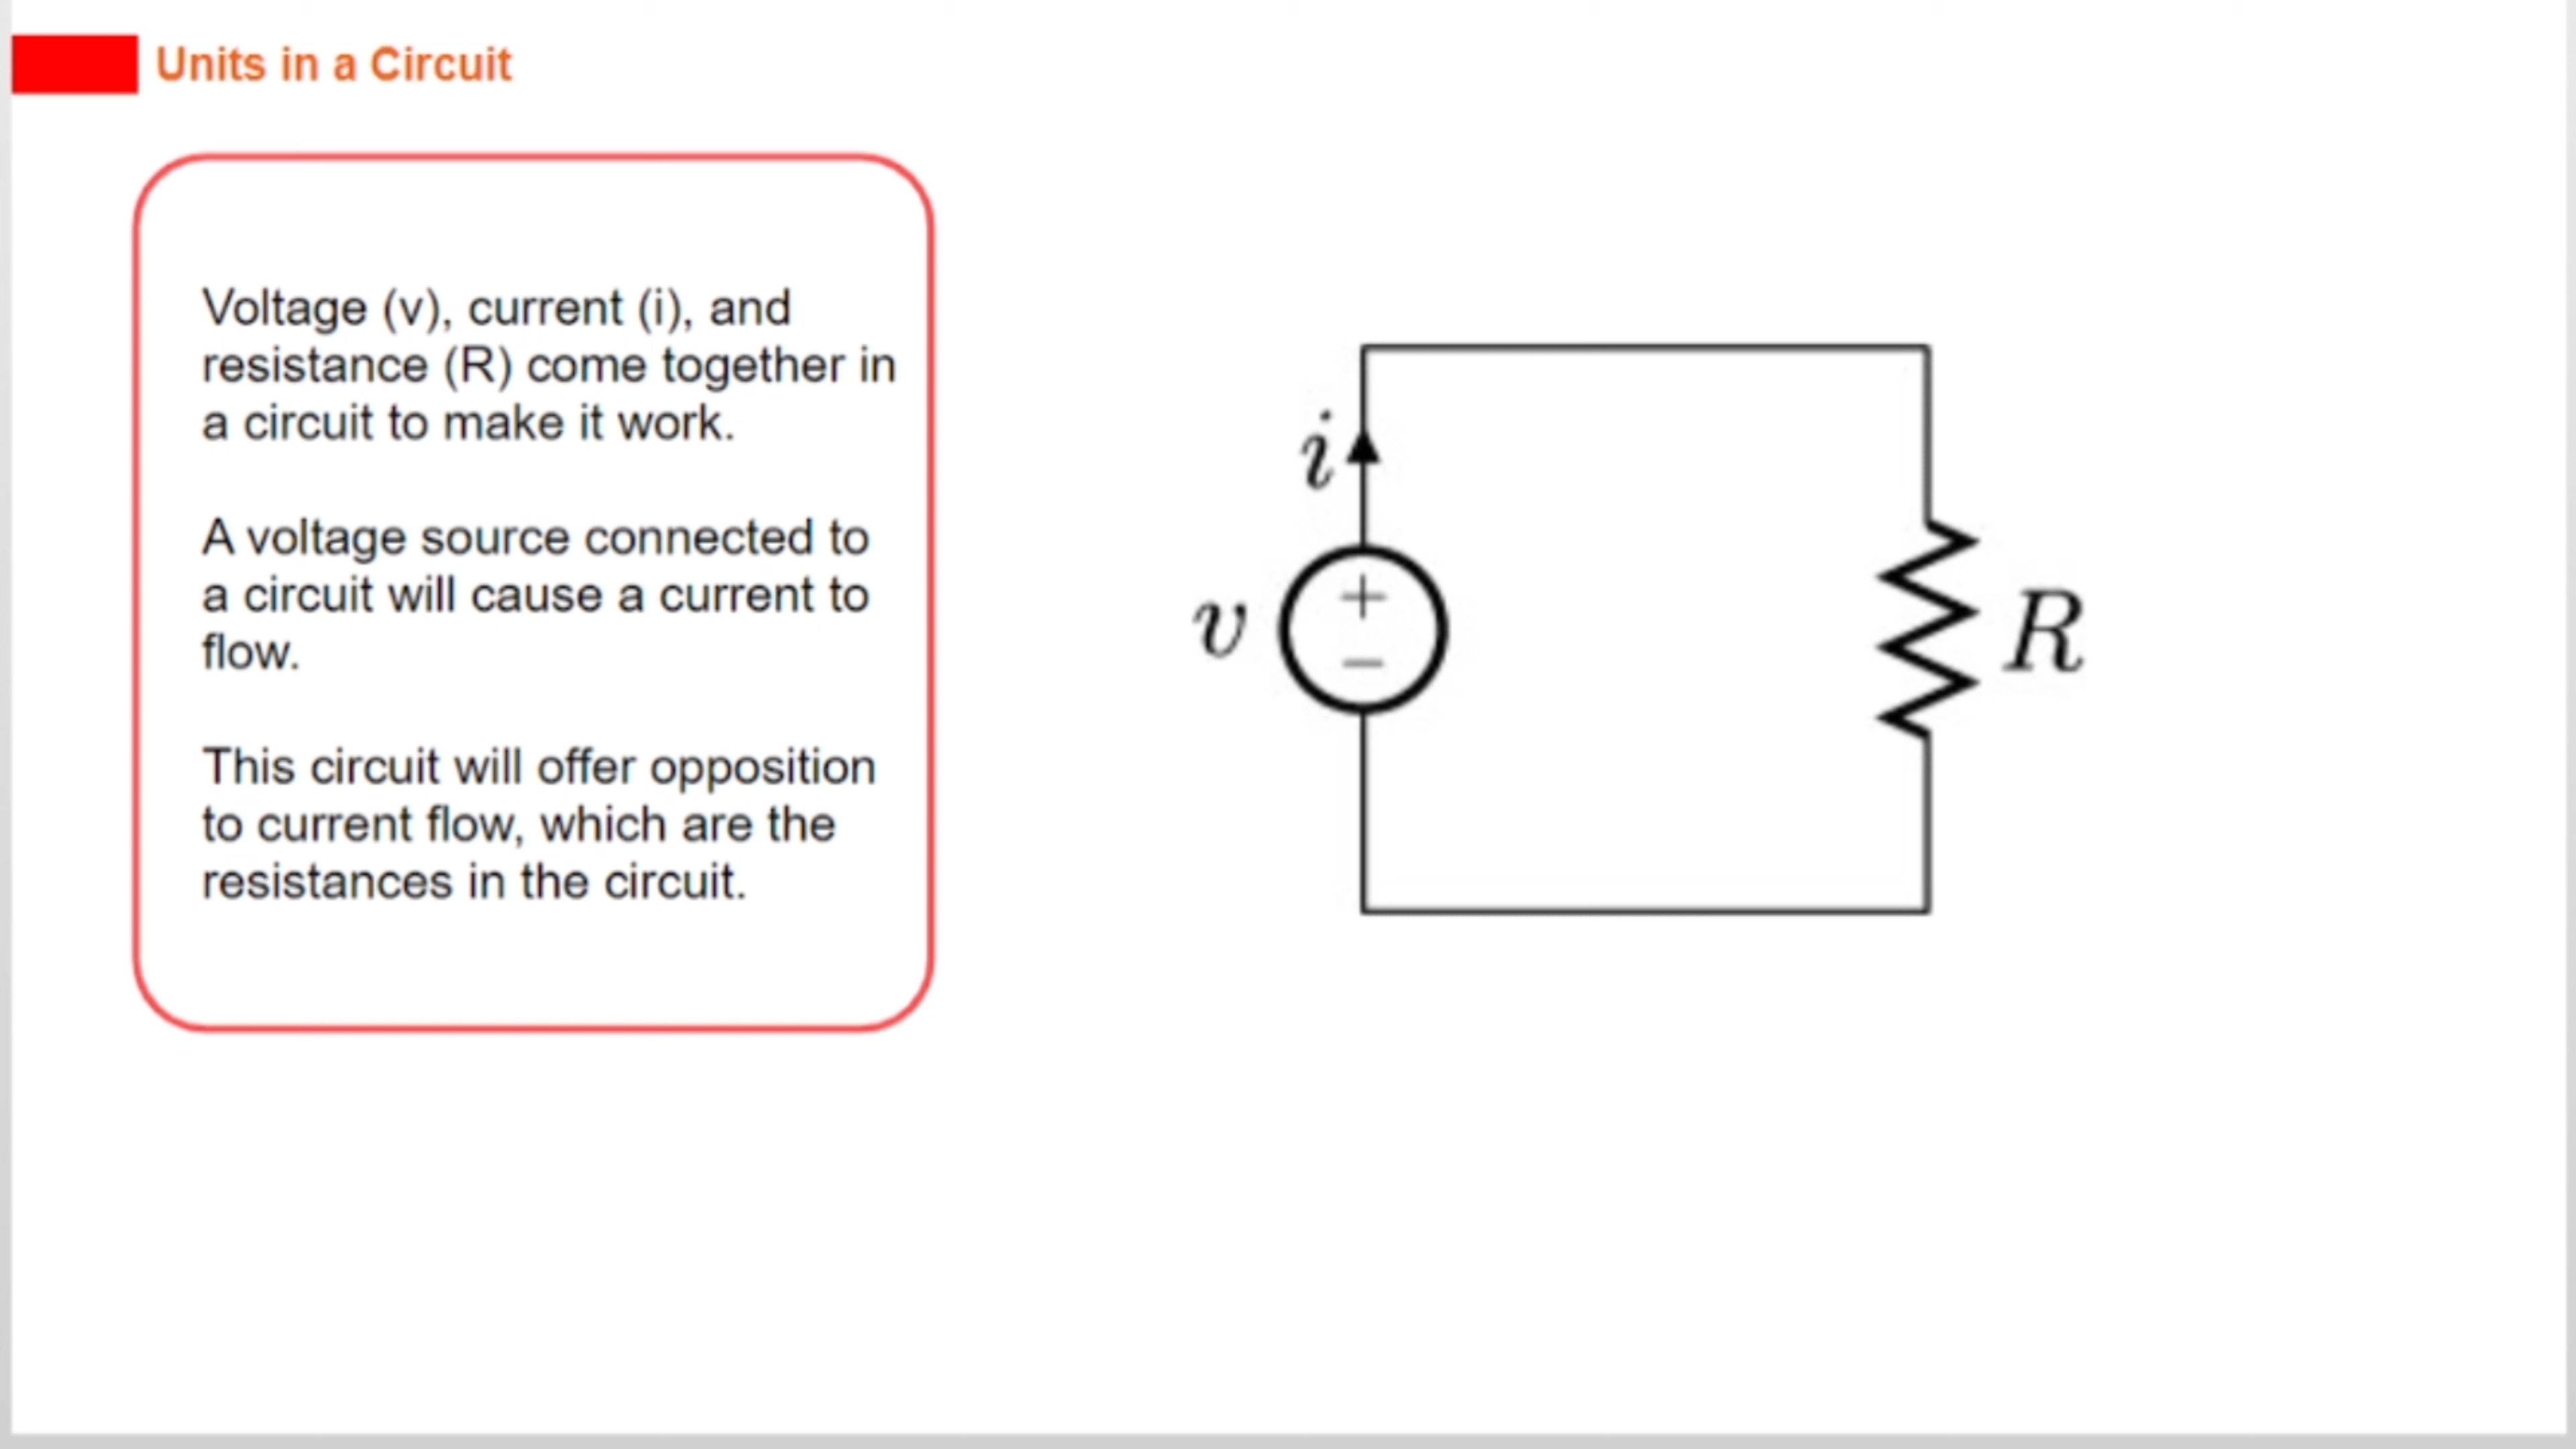 Units in a Circuit
Voltage (v), current (i), and
resistance (R) come together in
a circuit to make it work.
A voltage source connected to
a circuit will cause a current to
flow.
This circuit will offer opposition
to current flow, which are the
resistances in the circuit.
i
+
v
−
R